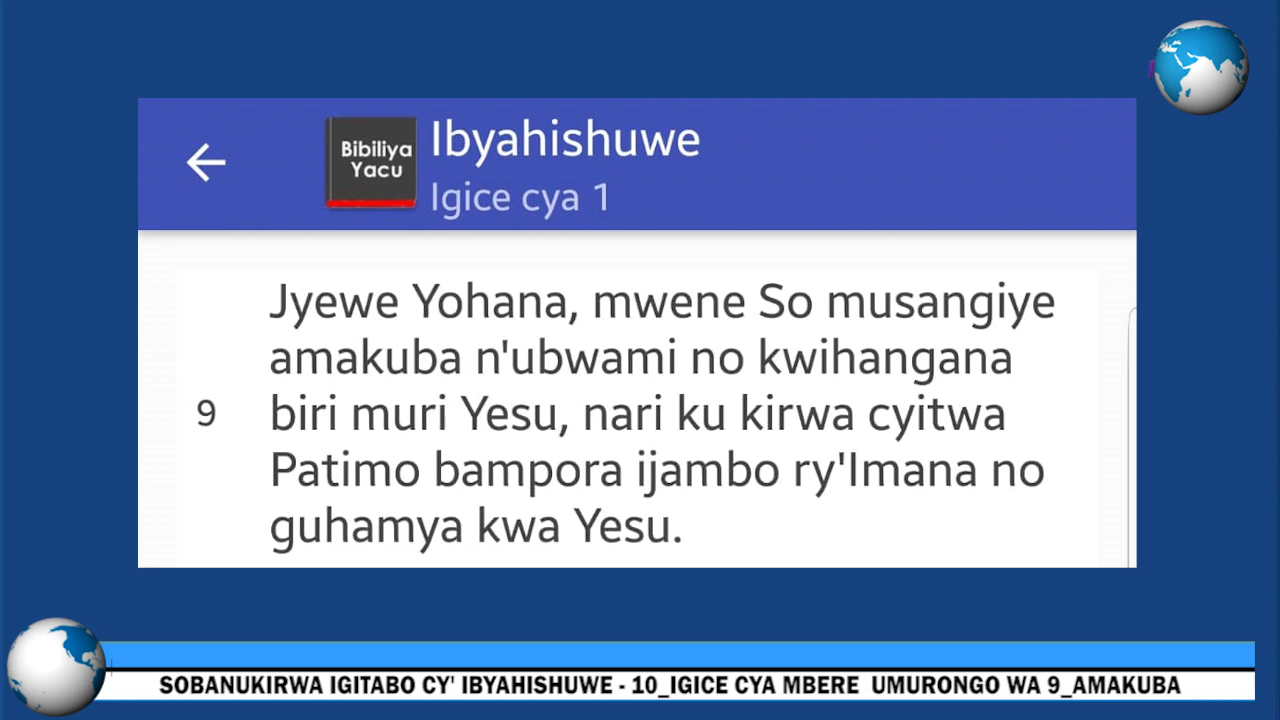 Bibiliya
Yacu
Ibyahishuwe
Igice cya 1
Jyewe Yohana, mwene So musangiye
amakuba n'ubwami no kwihangana
9 biri muri Yesu, nari ku kirwa cyitwa
Patimo bampora ijambo ry'Imana no
guhamya kwa Yesu.
SOBANUKIRWA IGITABO CY' IBYAHISHUWE - 10_IGICE CYA MBERE UMURONGO WA 9_AMAKUBA